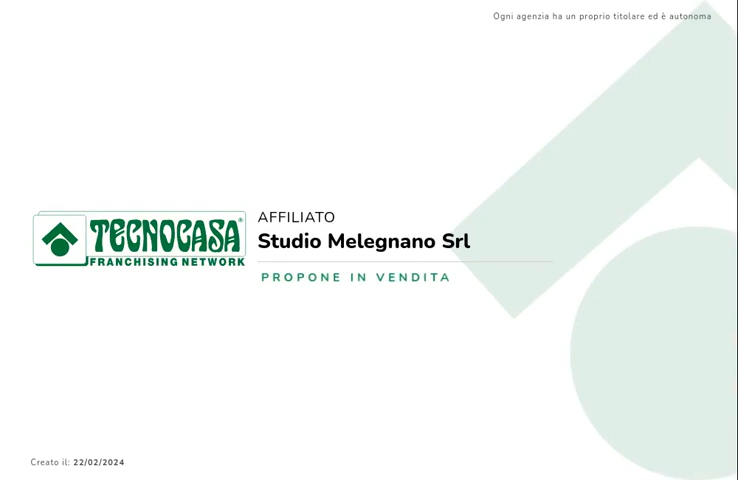 Ogni agenzia ha un proprio titolare ed è autonoma
TECNOCASA®
FRANCHISING NETWORK
AFFILIATO
Studio Melegnano Srl
PROPONE IN VENDITA
Creato il: 22/02/2024